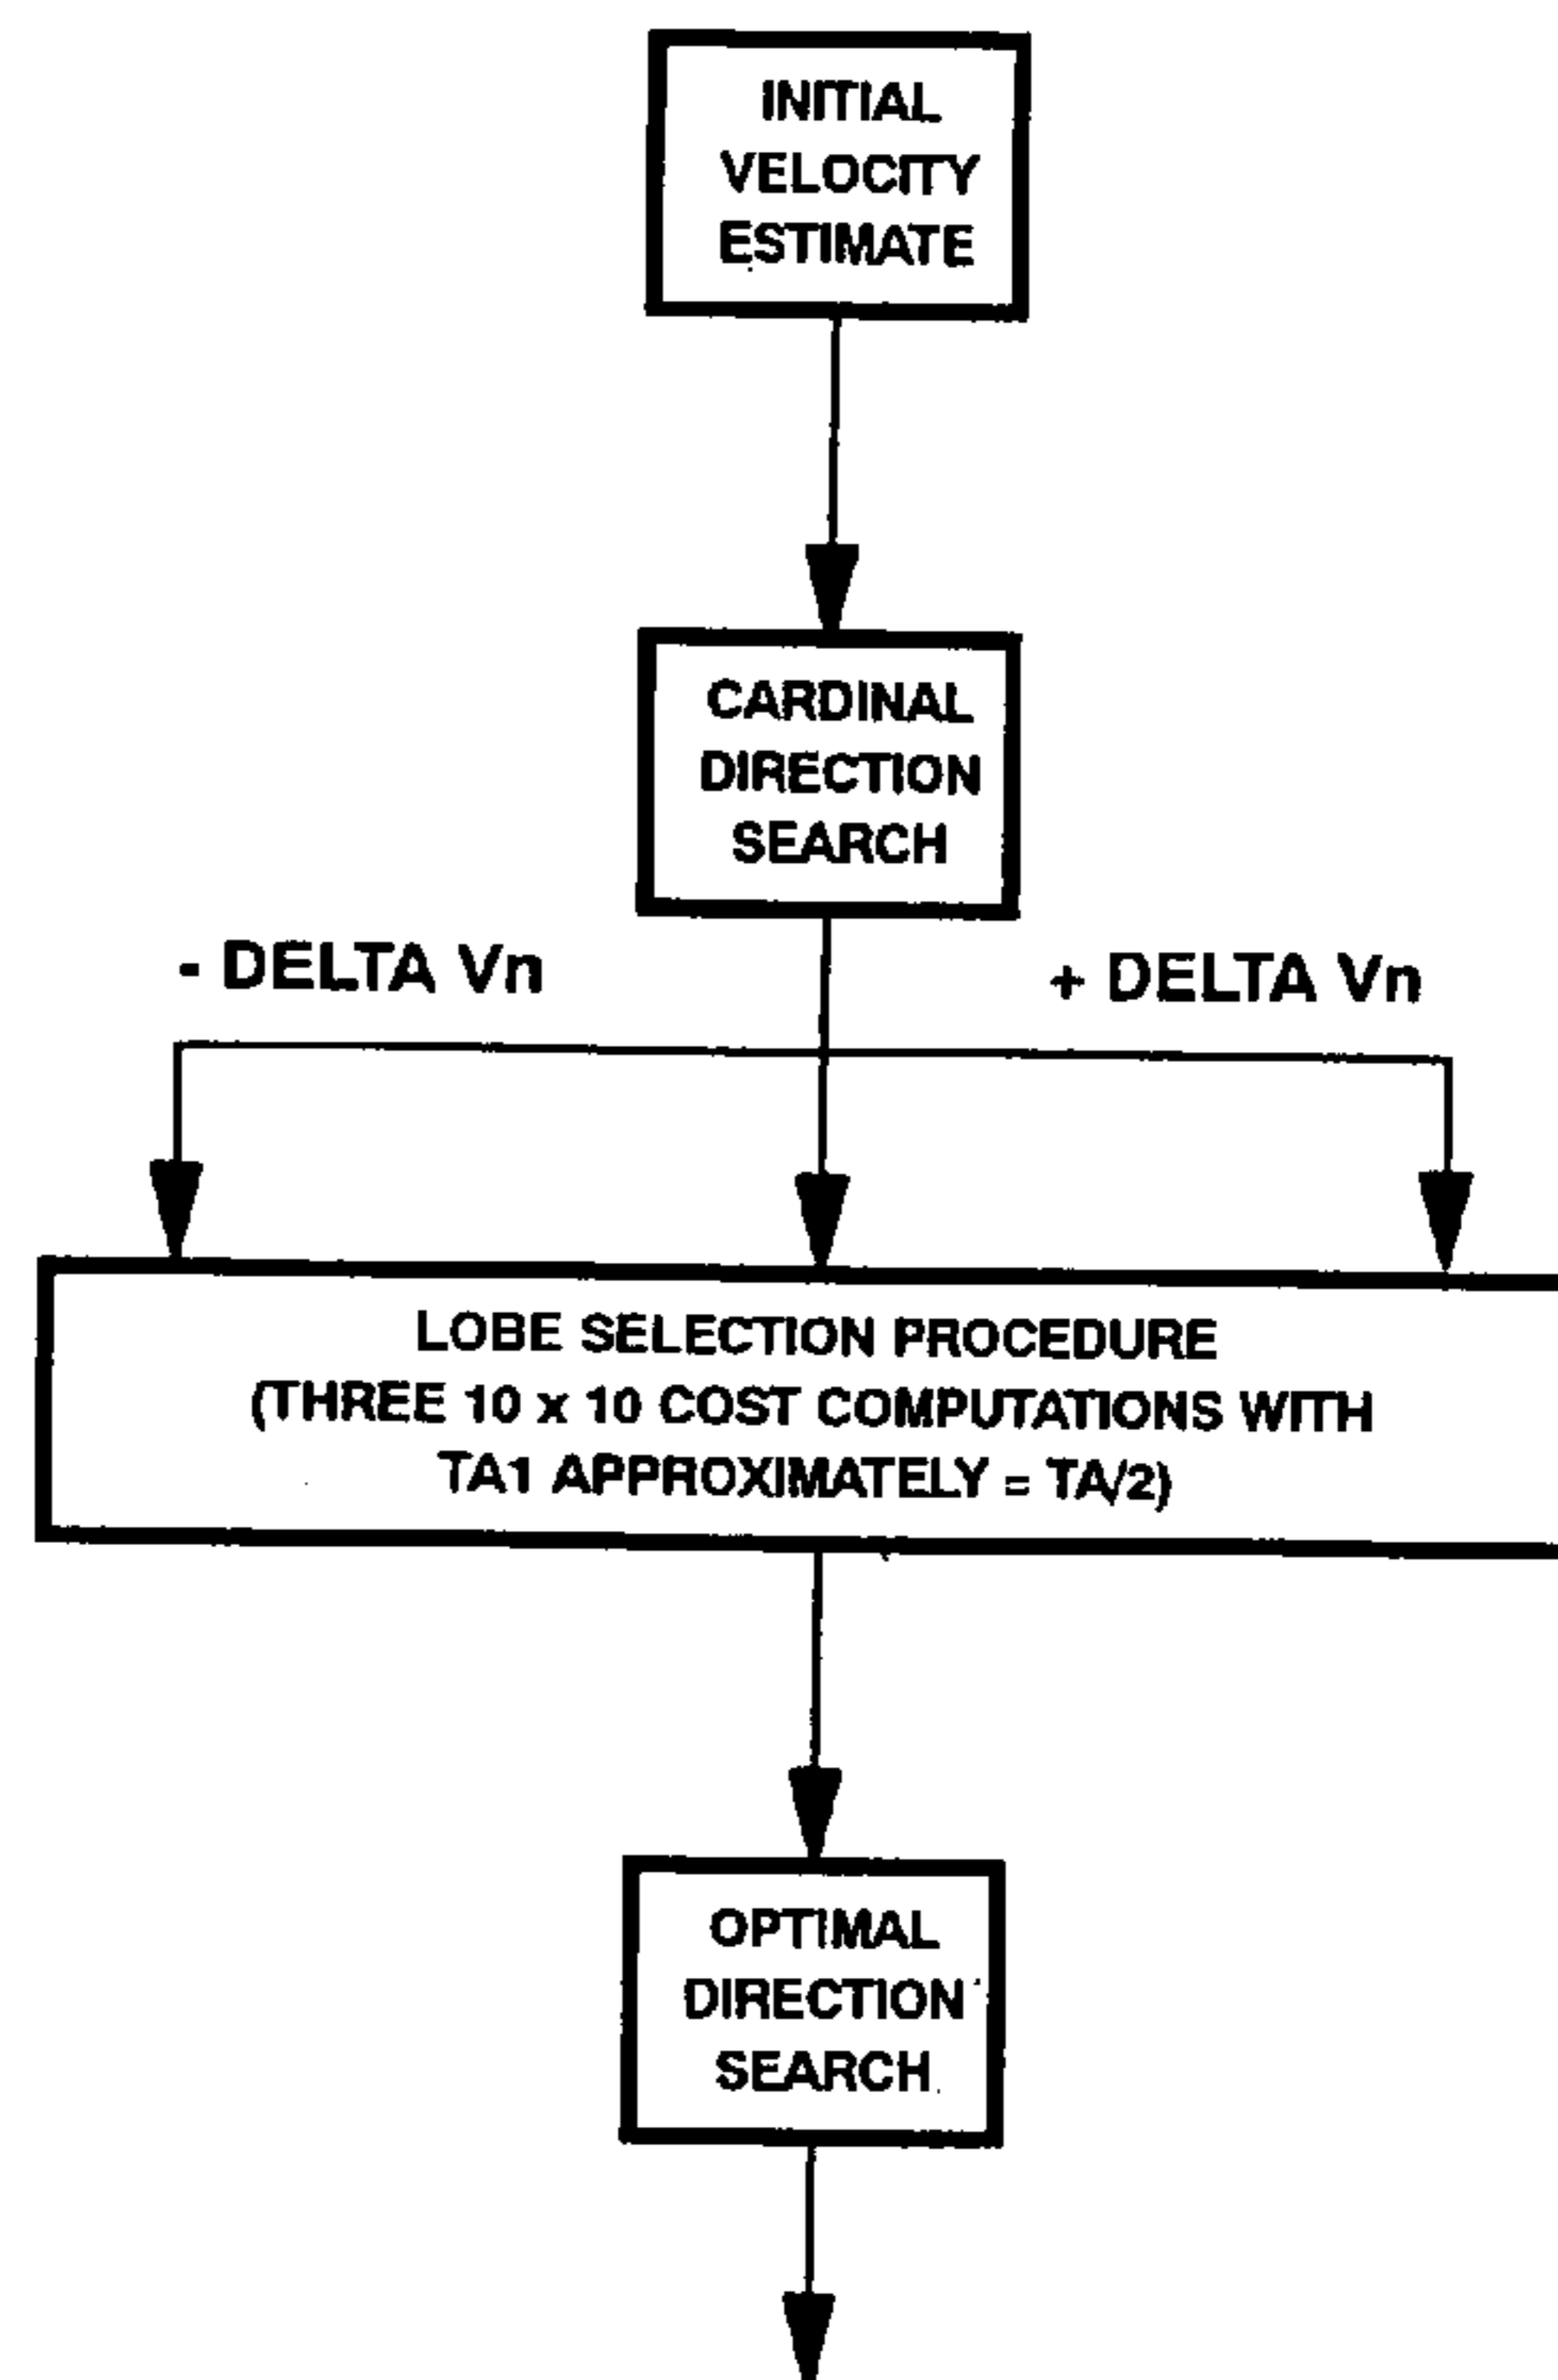 INITIAL
VELOCITY
ESTIMATE
CARDINAL
DIRECTION
SEARCH
- DELTA Vn
+ DELTA Vn
LOBE SELECTION PROCEDURE
(THREE 10 x 10 COST COMPUTATIONS WITH
TA1 APPROXIMATELY = TA/2)
OPTIMAL
DIRECTION
SEARCH